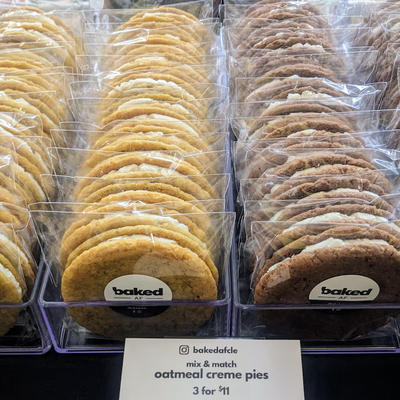 baked
AF
baked
AF
bakedafcle
mix & match
oatmeal creme pies
3 for $11